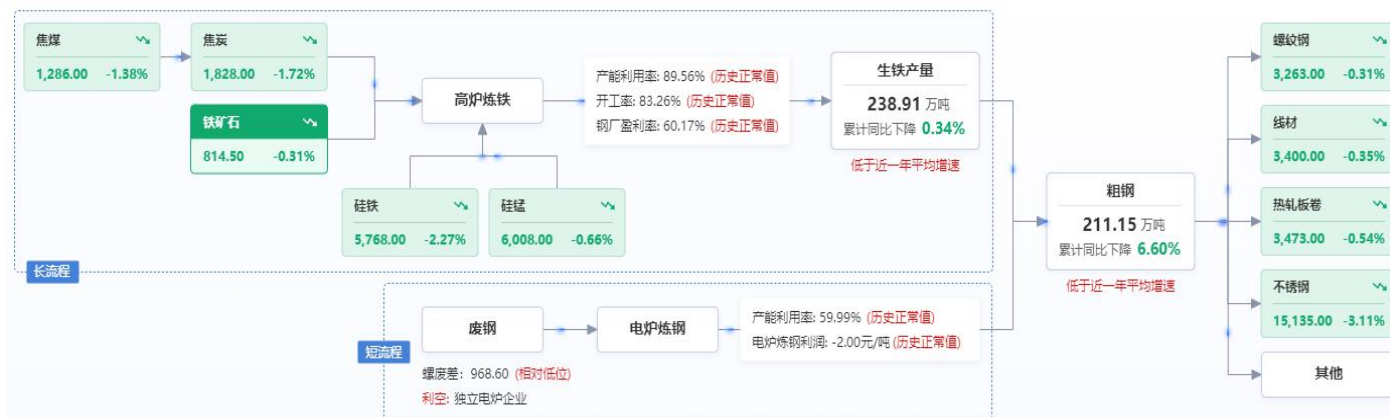 焦煤
1,286.00 -1.38%
焦炭
1,828.00 -1.72%
铁矿石
814.50 -0.31%
高炉炼铁
硅铁
5,768.00 -2.27%
硅锰
6,008.00 -0.66%
产能利用率: 89.56% (历史正常值)
开工率: 83.26% (历史正常值)
钢厂盈利率: 60.17% (历史正常值)
生铁产量
238.91 万吨
累计同比下降 0.34%
低于近一年平均增速
长流程
废钢
螺废差: 968.60 (相对低位)
利空: 独立电炉企业
电炉炼钢
产能利用率: 59.99% (历史正常值)
电炉炼钢利润: -2.00元/吨 (历史正常值)
短流程
粗钢
211.15 万吨
累计同比下降 6.60%
低于近一年平均增速
螺纹钢
3,263.00 -0.31%
线材
3,400.00 -0.35%
热轧板卷
3,473.00 -0.54%
不锈钢
15,135.00 -3.11%
其他